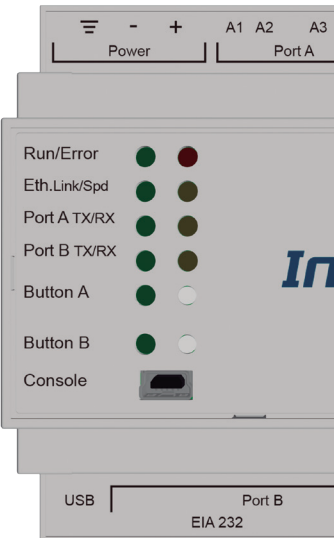 - +
Power
A1 A2 A3
Port A
Run/Error
Eth.Link/Spd
Port A TX/RX
Port B TX/RX
In
Button A
Button B
Console
USB
Port B
EIA 232